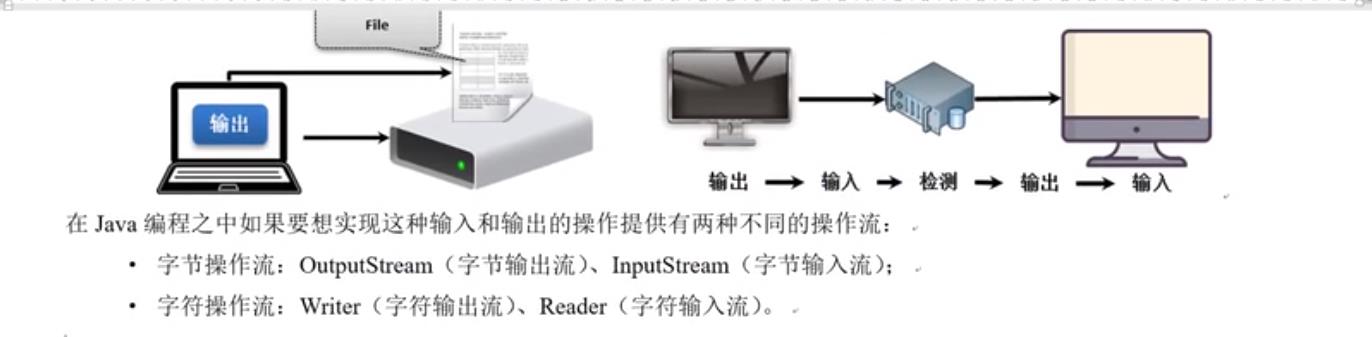 File
输出
输出 输入 检测 输出 输入
在 Java 编程之中如果要想实现这种输入和输出的操作提供有两种不同的操作流：
• 字节操作流：OutputStream（字节输出流）、InputStream（字节输入流）；
• 字符操作流：Writer（字符输出流）、Reader（字符输入流）。